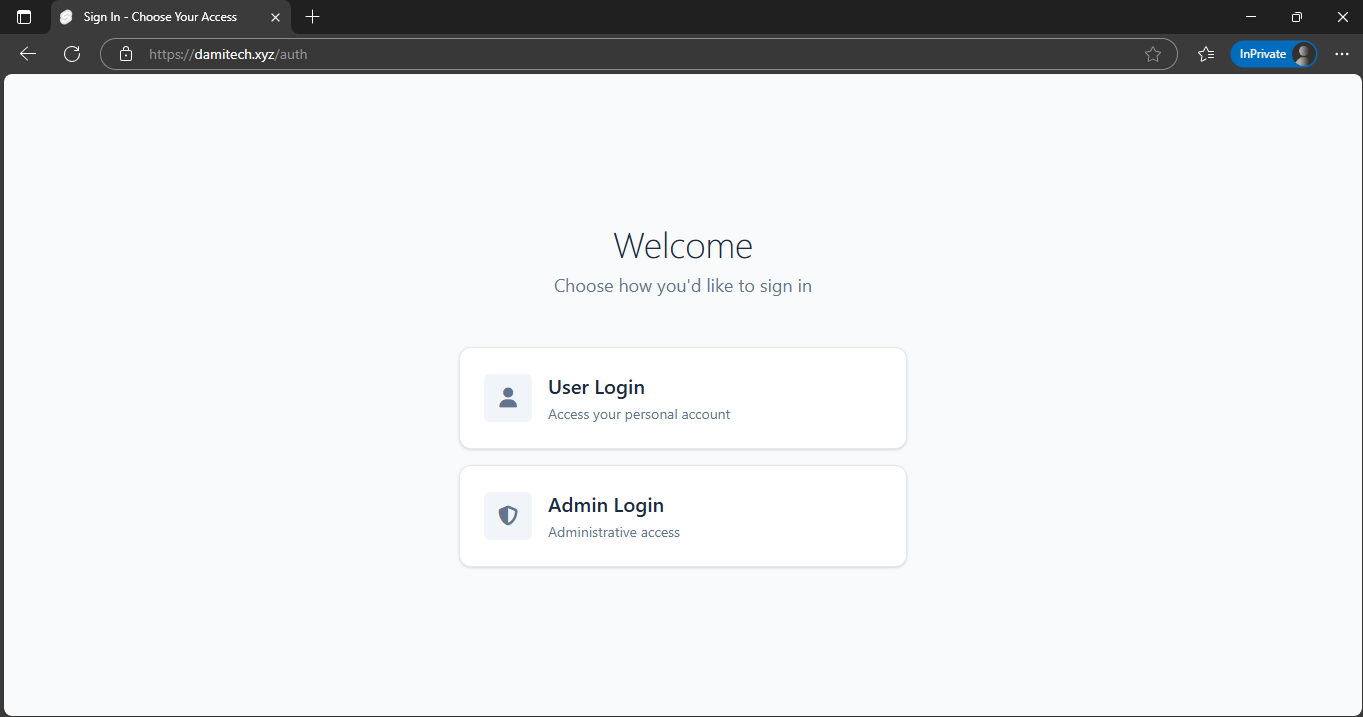 Sign In - Choose Your Access
https://damitech.xyz/auth
InPrivate
Welcome
Choose how you'd like to sign in
User Login
Access your personal account
Admin Login
Administrative access